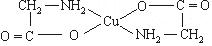 CH₂ NH₂ O C=O
Cu
O=C O NH₂ CH₂